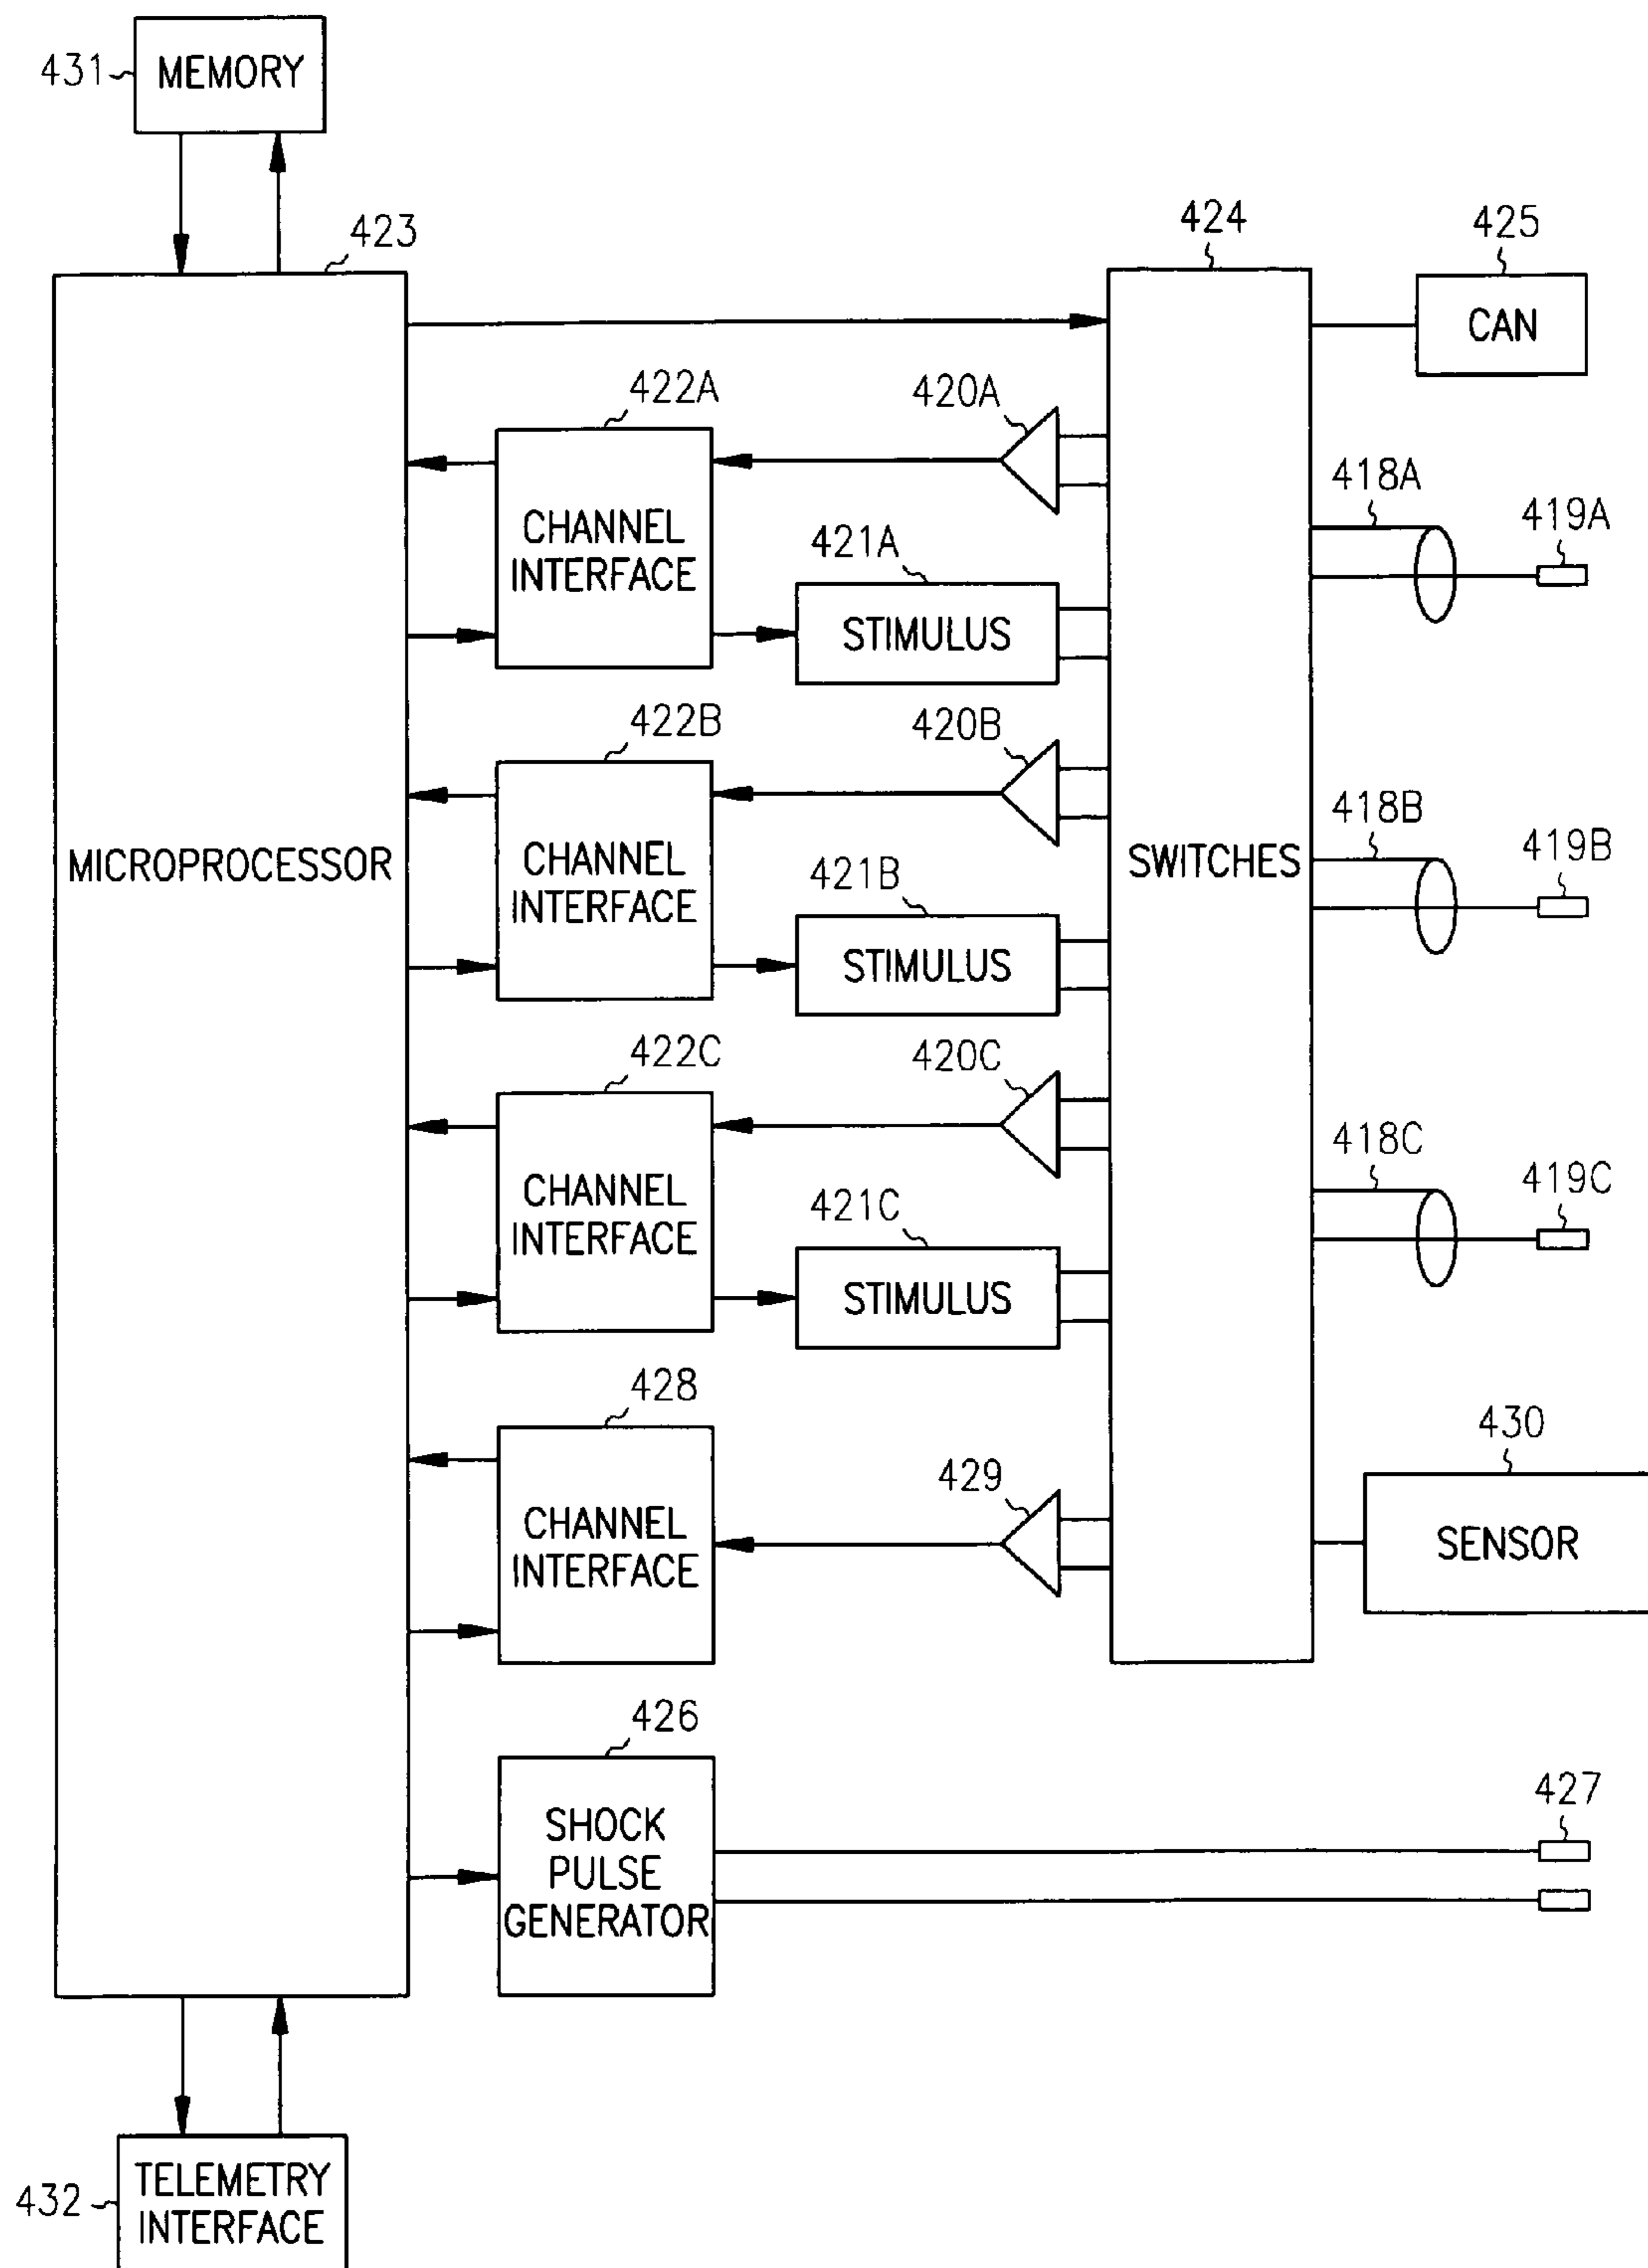 431
MEMORY
423
424
425
CAN
422A
420A
418A
419A
CHANNEL
INTERFACE
421A
STIMULUS
422B
420B
418B
419B
MICROPROCESSOR
CHANNEL
INTERFACE
421B
STIMULUS
SWITCHES
422C
420C
418C
419C
CHANNEL
INTERFACE
421C
STIMULUS
428
429
430
CHANNEL
INTERFACE
SENSOR
426
427
SHOCK
PULSE
GENERATOR
432
TELEMETRY
INTERFACE